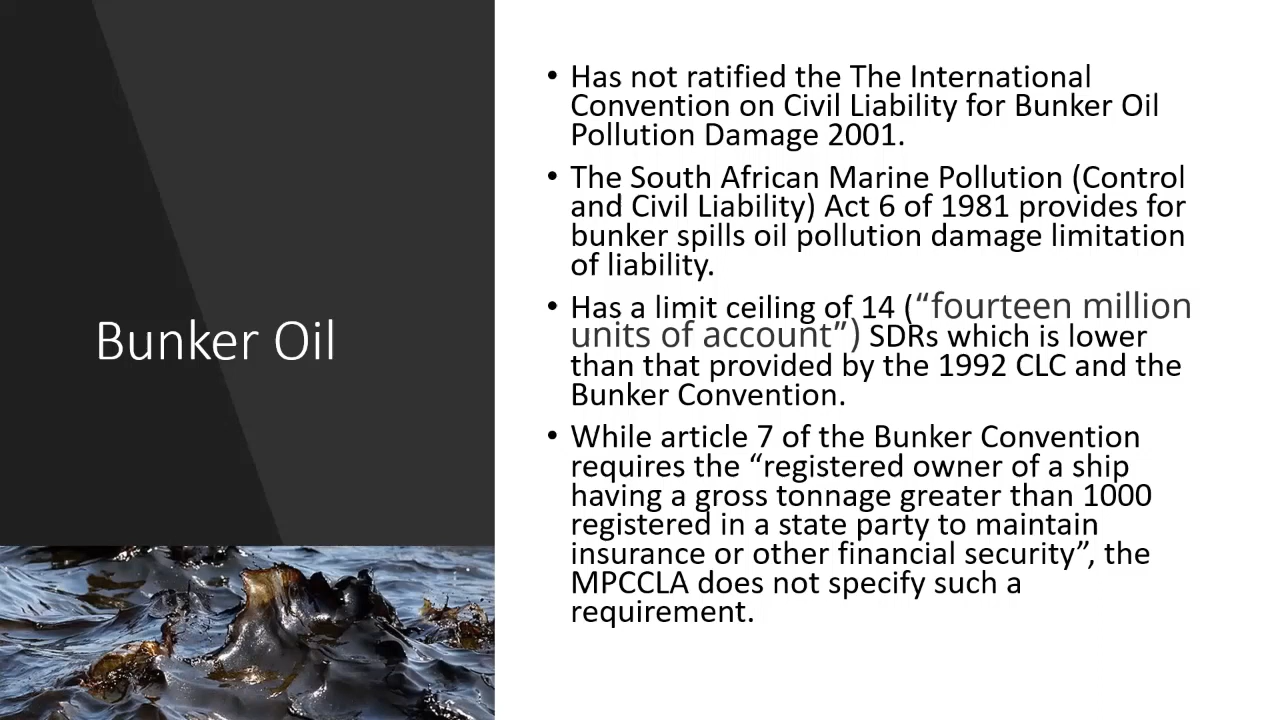 Bunker Oil
• Has not ratified the The International
Convention on Civil Liability for Bunker Oil
Pollution Damage 2001.
• The South African Marine Pollution (Control
and Civil Liability) Act 6 of 1981 provides for
bunker spills oil pollution damage limitation
of liability.
• Has a limit ceiling of 14 (“fourteen million
units of account”) SDRs which is lower
than that provided by the 1992 CLC and the
Bunker Convention.
• While article 7 of the Bunker Convention
requires the “registered owner of a ship
having a gross tonnage greater than 1000
registered in a state party to maintain
insurance or other financial security”, the
MPCCLA does not specify such a
requirement.